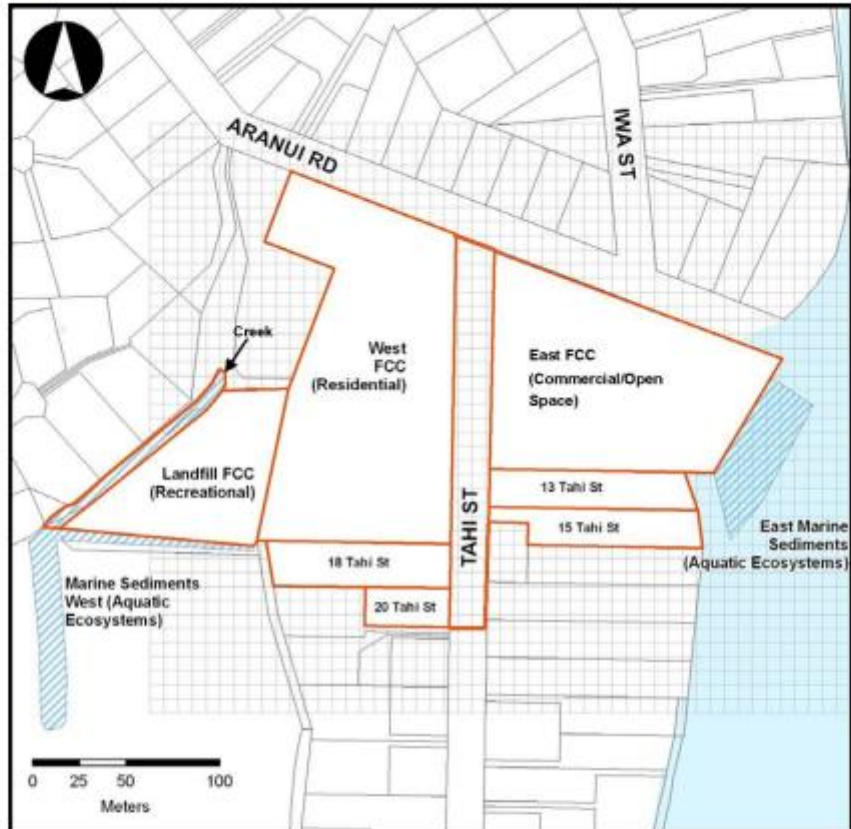 ARANUI RD
IWA ST
Creek
West
FCC
(Residential)
East FCC
(Commercial/Open
Space)
Landfill FCC
(Recreational)
TAHI ST
13 Tahi St
15 Tahi St
East Marine
Sediments
(Aquatic Ecosystems)
18 Tahi St
20 Tahi St
Marine Sediments
West (Aquatic
Ecosystems)
0 25 50 100
Meters